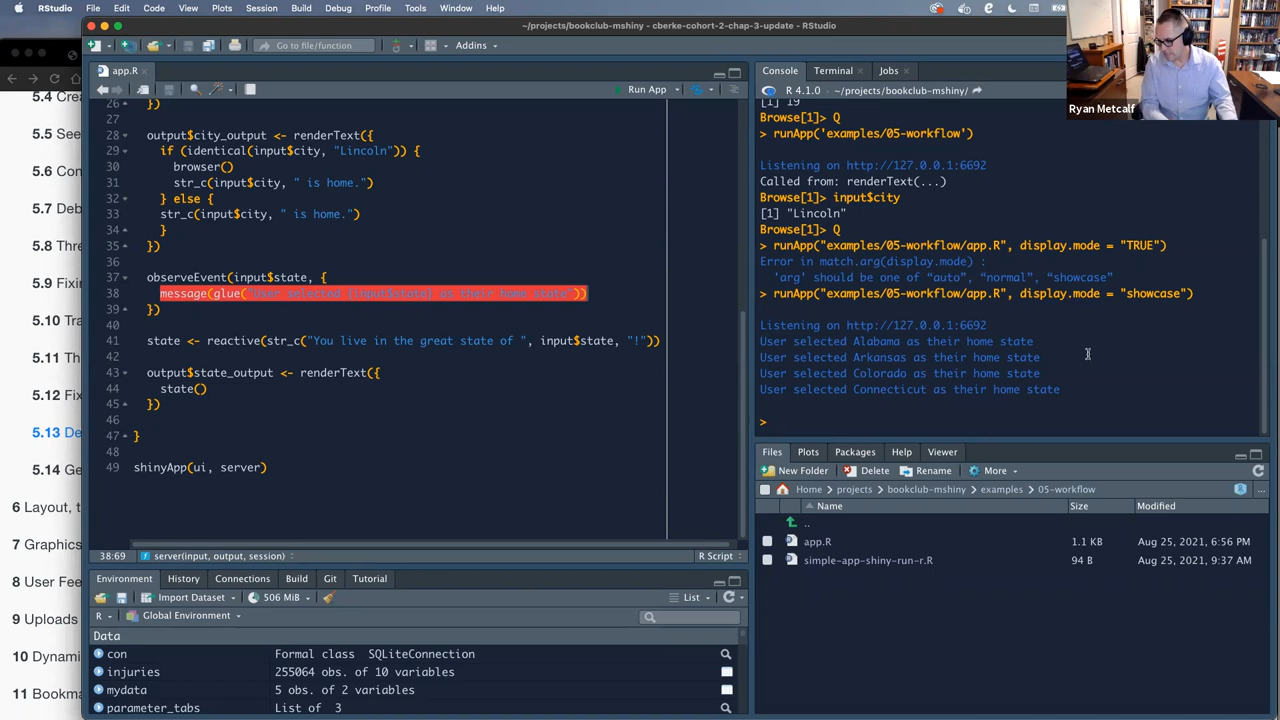 RStudio File Edit Code View Plots Session Build Debug Profile Tools Window Help
~/projects/bookclub-mshiny - cberke-cohort-2-chap-3-update - RStudio
Go to file/function Addins
app.R
Run App
26 })
27
28 output$city_output <- renderText({
29 if (identical(input$city, "Lincoln")) {
30 browser()
31 str_c(input$city, " is home.")
32 } else {
33 str_c(input$city, " is home.")
34 }
35 })
36
37 observeEvent(input$state, {
38 message(glue("User selected {input$state} as their home state"))
39 })
40
41 state <- reactive(str_c("You live in the great state of ", input$state, "!"))
42
43 output$state_output <- renderText({
44 state()
45 })
46
47 }
48
49 shinyApp(ui, server)
38:69 server(input, output, session) R Script
Environment History Connections Build Git Tutorial
Import Dataset 506 MiB List
R Global Environment
Data
con Formal class SQLiteConnection
injuries 255064 obs. of 10 variables
mydata 5 obs. of 2 variables
parameter_tabs List of 3
Console Terminal Jobs
R 4.1.0 · ~/projects/bookclub-mshiny/
[1] 19
Browse[1]> Q
> runApp('examples/05-workflow')
Listening on http://127.0.0.1:6692
Called from: renderText(...)
Browse[1]> input$city
[1] "Lincoln"
Browse[1]> Q
> runApp("examples/05-workflow/app.R", display.mode = "TRUE")
Error in match.arg(display.mode) :
'arg' should be one of “auto”, “normal”, “showcase”
> runApp("examples/05-workflow/app.R", display.mode = "showcase")
Listening on http://127.0.0.1:6692
User selected Alabama as their home state
User selected Arkansas as their home state
User selected Colorado as their home state
User selected Connecticut as their home state
>
Files Plots Packages Help Viewer
New Folder Delete Rename More
Home projects bookclub-mshiny examples 05-workflow
Name Size Modified
..
app.R 1.1 KB Aug 25, 2021, 6:56 PM
simple-app-shiny-run-r.R 94 B Aug 25, 2021, 9:37 AM
Ryan Metcalf
5.4 Crea
5.5 See
5.6 Con
5.7 Deb
5.8 Thre
5.9 Fixin
5.10 Tra
5.11 Th
5.12 Fix
5.13 De
5.14 Ge
6 Layout, t
7 Graphics
8 User Fee
9 Uploads
10 Dynami
11 Bookma